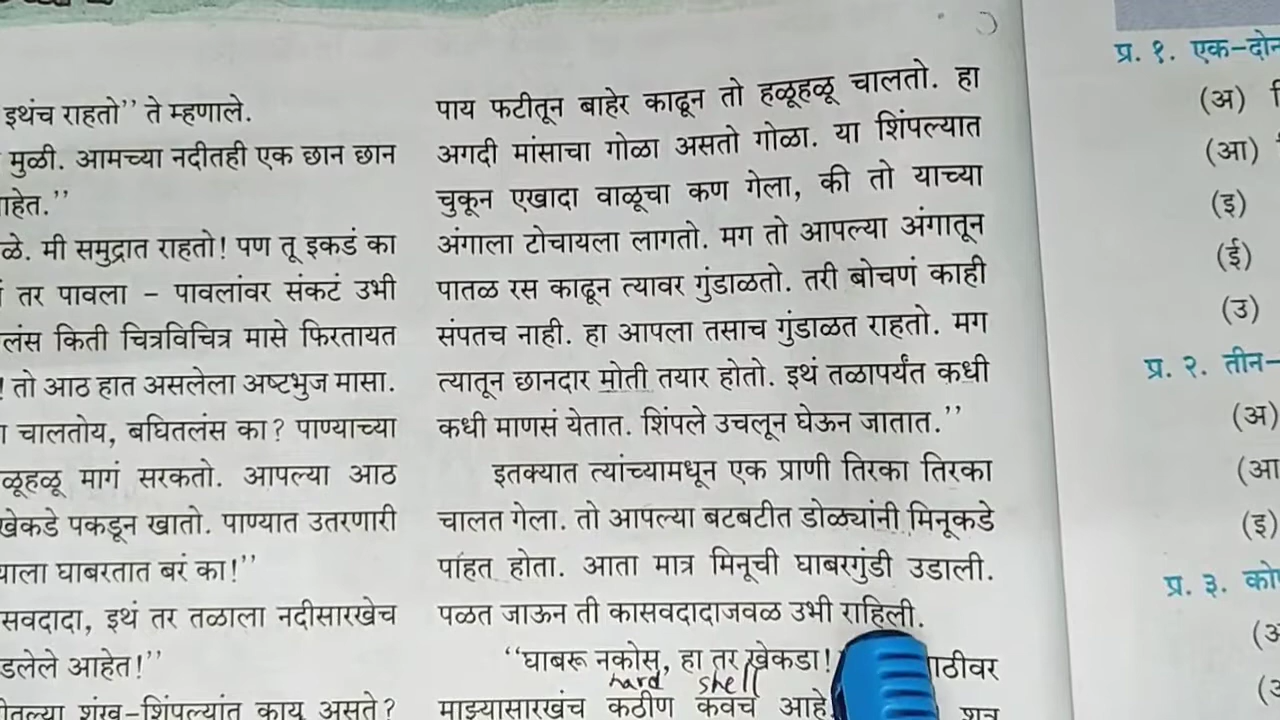 इथंच राहतो’’ ते म्हणाले.
मुळी. आमच्या नदीतही एक छान छान
हेत.’’
ळे. मी समुद्रात राहतो! पण तू इकडं का
तर पावला – पावलांवर संकटं उभी
लंस किती चित्रविचित्र मासे फिरतायत
! तो आठ हात असलेला अष्टभुज मासा.
चालतोय, बघितलंस का? पाण्याच्या
ळूहळू मागं सरकतो. आपल्या आठ
खेकडे पकडून खातो. पाण्यात उतरणारी
याला घाबरतात बरं का!’’
सवदादा, इथं तर तळाला नदीसारखेच
डलेले आहेत!’’
तल्या शंख–शिंपल्यांत काय असते?
पाय फटीतून बाहेर काढून तो हळूहळू चालतो. हा
अगदी मांसाचा गोळा असतो गोळा. या शिंपल्यात
चुकून एखादा वाळूचा कण गेला, की तो याच्या
अंगाला टोचायला लागतो. मग तो आपल्या अंगातून
पातळ रस काढून त्यावर गुंडाळतो. तरी बोचणं काही
संपतच नाही. हा आपला तसाच गुंडाळत राहतो. मग
त्यातून छानदार मोती तयार होतो. इथं तळापर्यंत कधी
कधी माणसं येतात. शिंपले उचलून घेऊन जातात.’’
इतक्यात त्यांच्यामधून एक प्राणी तिरका तिरका
चालत गेला. तो आपल्या बटबटीत डोळ्यांनी मिनूकडे
पाहत होता. आता मात्र मिनूची घाबरगुंडी उडाली.
पळत जाऊन ती कासवदादाजवळ उभी राहिली.
‘‘घाबरू नकोस, हा तर खेकडा! ाठीवर
hard shell
माझ्यासारखंच कठीण कवच आहे. शत्रू
प्र. १. एक–दोन
(अ)
(आ)
(इ)
(ई)
(उ)
प्र. २. तीन–
(अ)
(आ
(इ)
प्र. ३. को
(अ